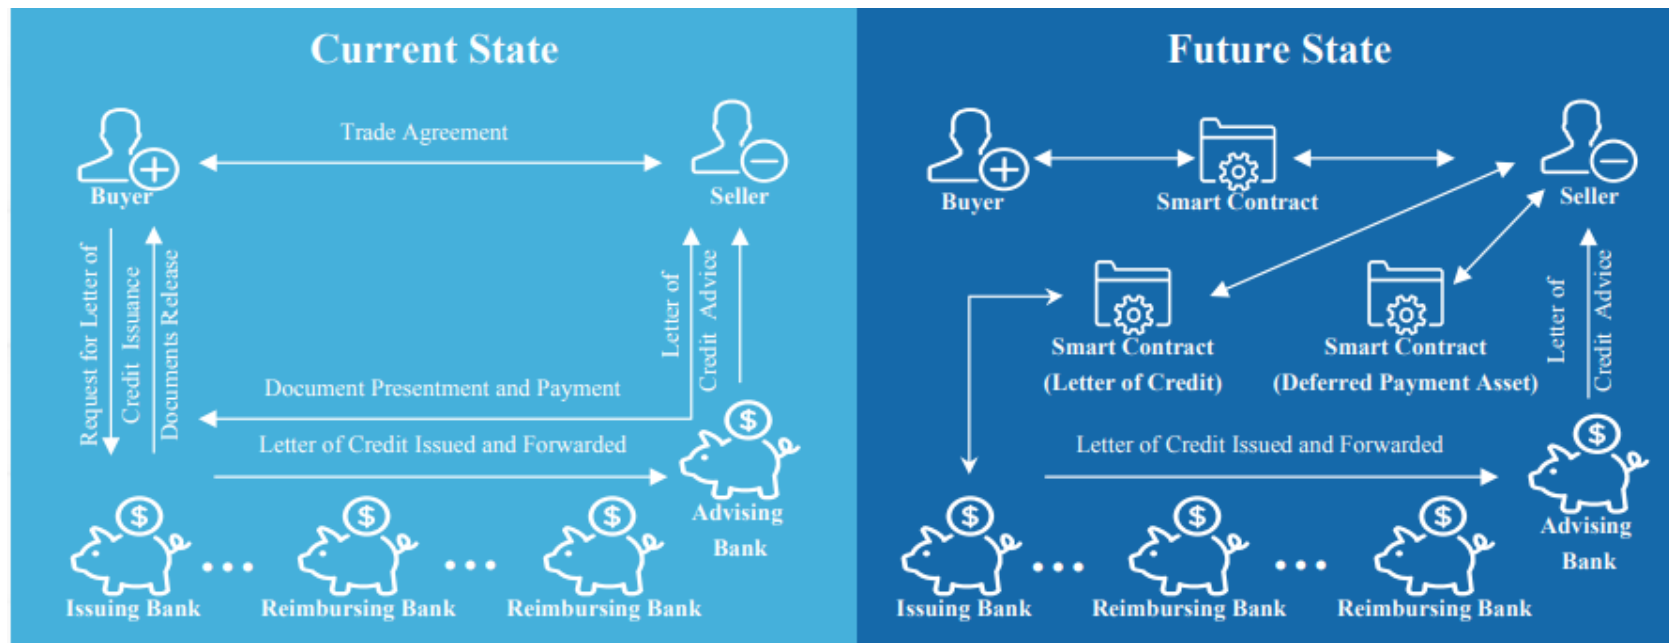 Current State
Trade Agreement
Buyer
Seller
Request for Letter of
Credit Issuance
Documents Release
Letter of
Credit Advice
Document Presentment and Payment
Letter of Credit Issued and Forwarded
$
Advising
Bank
$
$
$
Issuing Bank
Reimbursing Bank
Reimbursing Bank
Future State
Buyer
Smart Contract
Seller
Smart Contract
(Letter of Credit)
Smart Contract
(Deferred Payment Asset)
Letter of
Credit Advice
Letter of Credit Issued and Forwarded
$
Advising
Bank
$
$
$
Issuing Bank
Reimbursing Bank
Reimbursing Bank